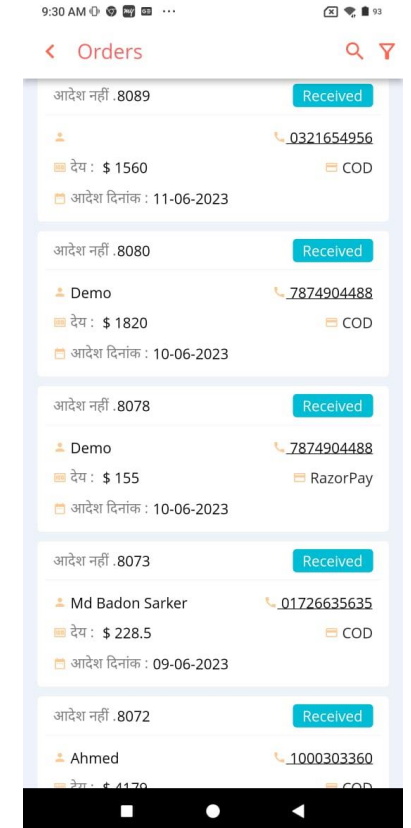 9:30 AM ...
93
Orders
आदेश नहीं .8089 Received
0321654956
देय : $ 1560 COD
आदेश दिनांक : 11-06-2023
आदेश नहीं .8080 Received
Demo 7874904488
देय : $ 1820 COD
आदेश दिनांक : 10-06-2023
आदेश नहीं .8078 Received
Demo 7874904488
देय : $ 155 RazorPay
आदेश दिनांक : 10-06-2023
आदेश नहीं .8073 Received
Md Badon Sarker 01726635635
देय : $ 228.5 COD
आदेश दिनांक : 09-06-2023
आदेश नहीं .8072 Received
Ahmed 1000303360
देय : $ 4179 COD